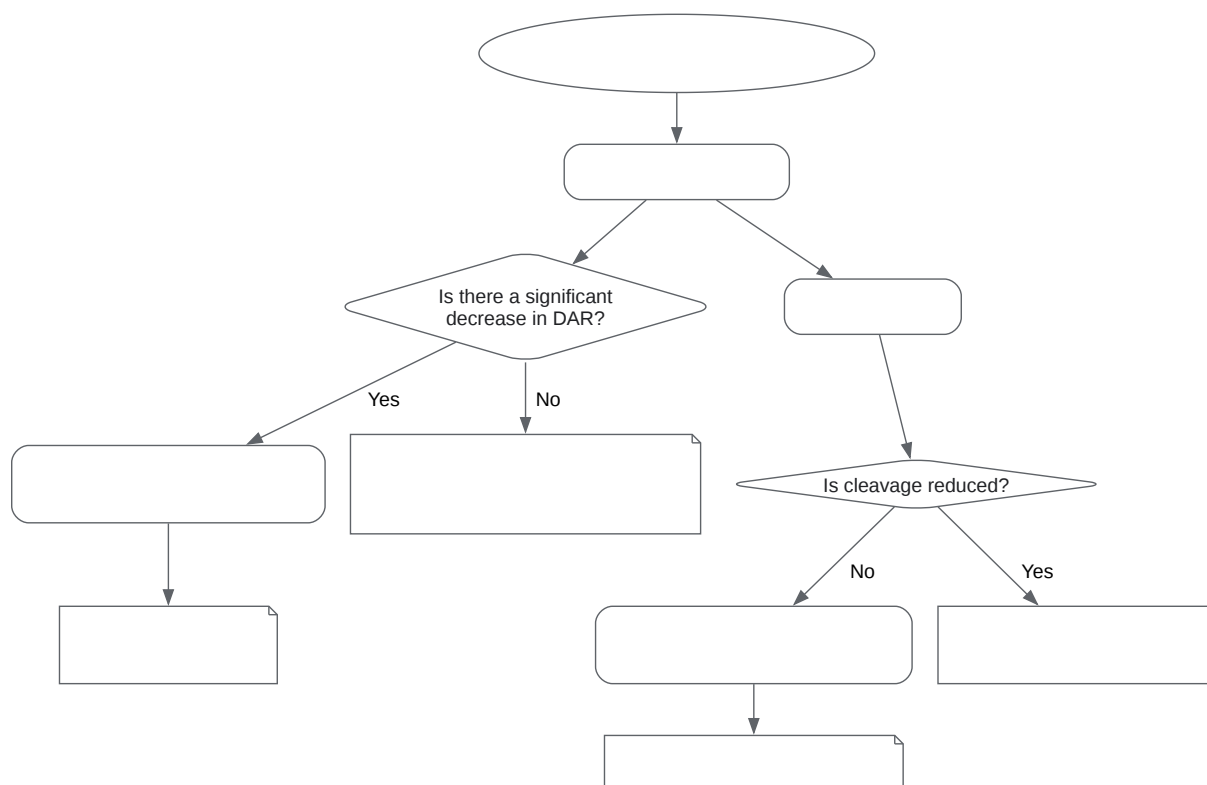 Is there a significant
decrease in DAR?
Yes
No
Is cleavage reduced?
No
Yes